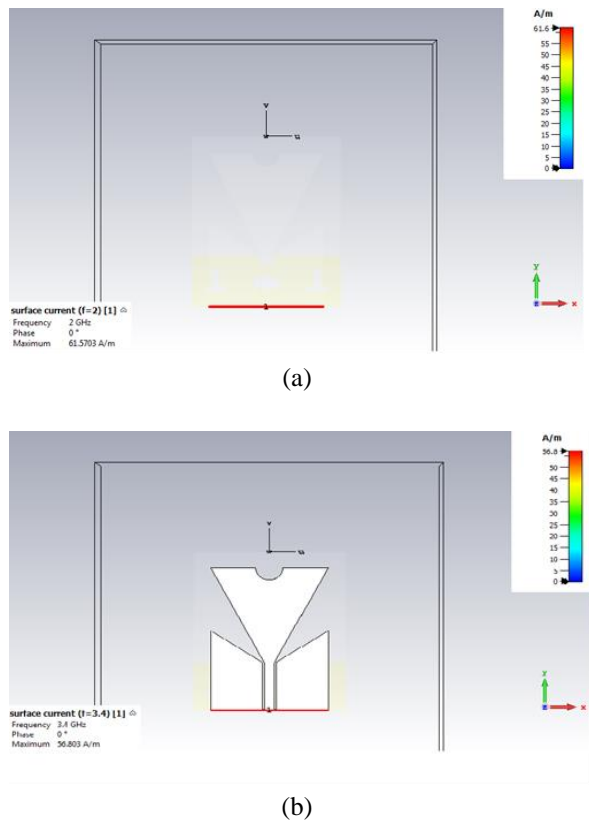 A/m
61.6
55
50
45
40
35
30
25
20
15
10
5
0
v
w u
y
z x
1
surface current (f=2) [1]
Frequency 2 GHz
Phase 0 °
Maximum 61.5703 A/m
(a)
A/m
56.8
50
45
40
35
30
25
20
15
10
5
0
v
w u
y
z x
1
surface current (f=3.4) [1]
Frequency 3.4 GHz
Phase 0 °
Maximum 56.803 A/m
(b)